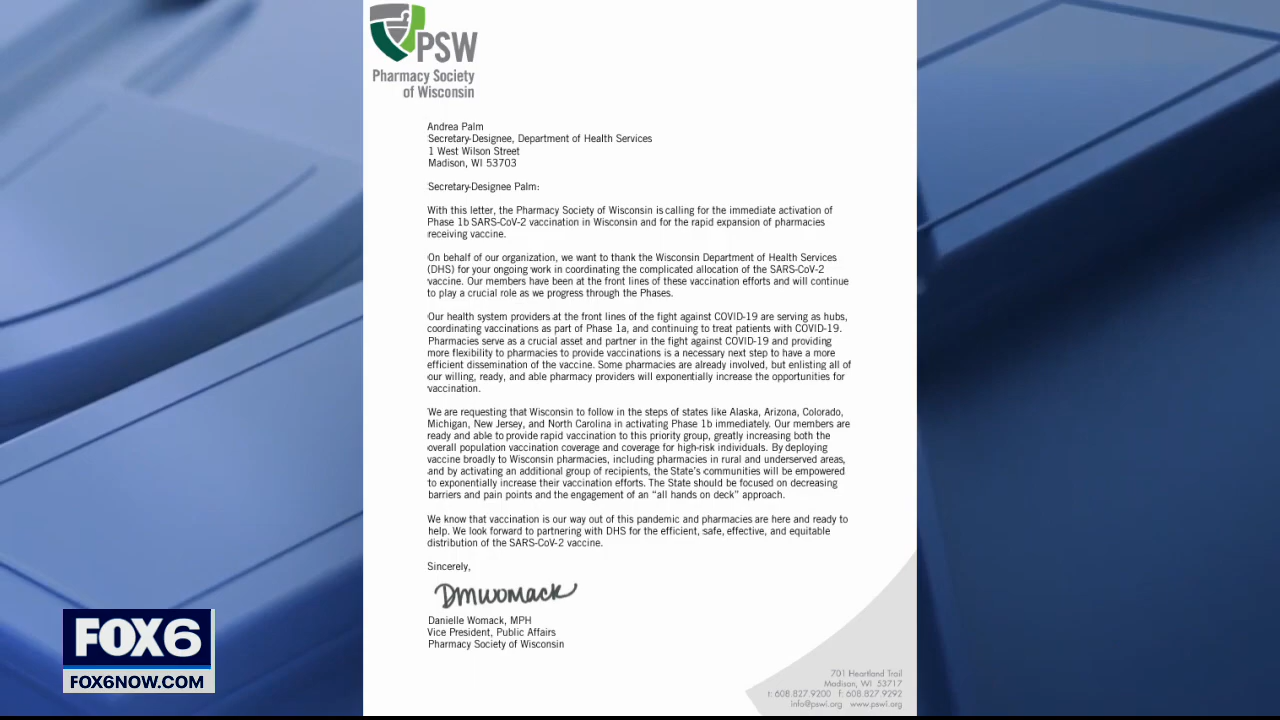 PSW
Pharmacy Society
of Wisconsin
Andrea Palm
Secretary-Designee, Department of Health Services
1 West Wilson Street
Madison, WI 53703
Secretary-Designee Palm:
With this letter, the Pharmacy Society of Wisconsin is calling for the immediate activation of
Phase 1b SARS-CoV-2 vaccination in Wisconsin and for the rapid expansion of pharmacies
receiving vaccine.
On behalf of our organization, we want to thank the Wisconsin Department of Health Services
(DHS) for your ongoing work in coordinating the complicated allocation of the SARS-CoV-2
vaccine. Our members have been at the front lines of these vaccination efforts and will continue
to play a crucial role as we progress through the Phases.
Our health system providers at the front lines of the fight against COVID-19 are serving as hubs,
coordinating vaccinations as part of Phase 1a, and continuing to treat patients with COVID-19.
Pharmacies serve as a crucial asset and partner in the fight against COVID-19 and providing
more flexibility to pharmacies to provide vaccinations is a necessary next step to have a more
efficient dissemination of the vaccine. Some pharmacies are already involved, but enlisting all of
our willing, ready, and able pharmacy providers will exponentially increase the opportunities for
vaccination.
We are requesting that Wisconsin to follow in the steps of states like Alaska, Arizona, Colorado,
Michigan, New Jersey, and North Carolina in activating Phase 1b immediately. Our members are
ready and able to provide rapid vaccination to this priority group, greatly increasing both the
overall population vaccination coverage and coverage for high-risk individuals. By deploying
vaccine broadly to Wisconsin pharmacies, including pharmacies in rural and underserved areas,
and by activating an additional group of recipients, the State's communities will be empowered
to exponentially increase their vaccination efforts. The State should be focused on decreasing
barriers and pain points and the engagement of an “all hands on deck” approach.
We know that vaccination is our way out of this pandemic and pharmacies are here and ready to
help. We look forward to partnering with DHS for the efficient, safe, effective, and equitable
distribution of the SARS-CoV-2 vaccine.
Sincerely,
DMWomack
Danielle Womack, MPH
Vice President, Public Affairs
Pharmacy Society of Wisconsin
701 Heartland Trail
Madison, WI 53717
t: 608.827.9200 f: 608.827.9292
info@pswi.org www.pswi.org
FOX6
FOX6NOW.COM